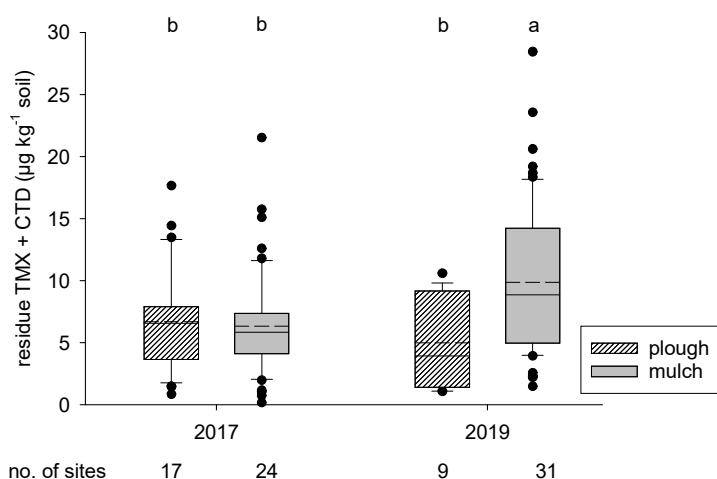 b b b a
30
25
20
15
10
5
0
residue TMX + CTD (µg kg⁻¹ soil)
plough
mulch
2017 2019
no. of sites 17 24 9 31